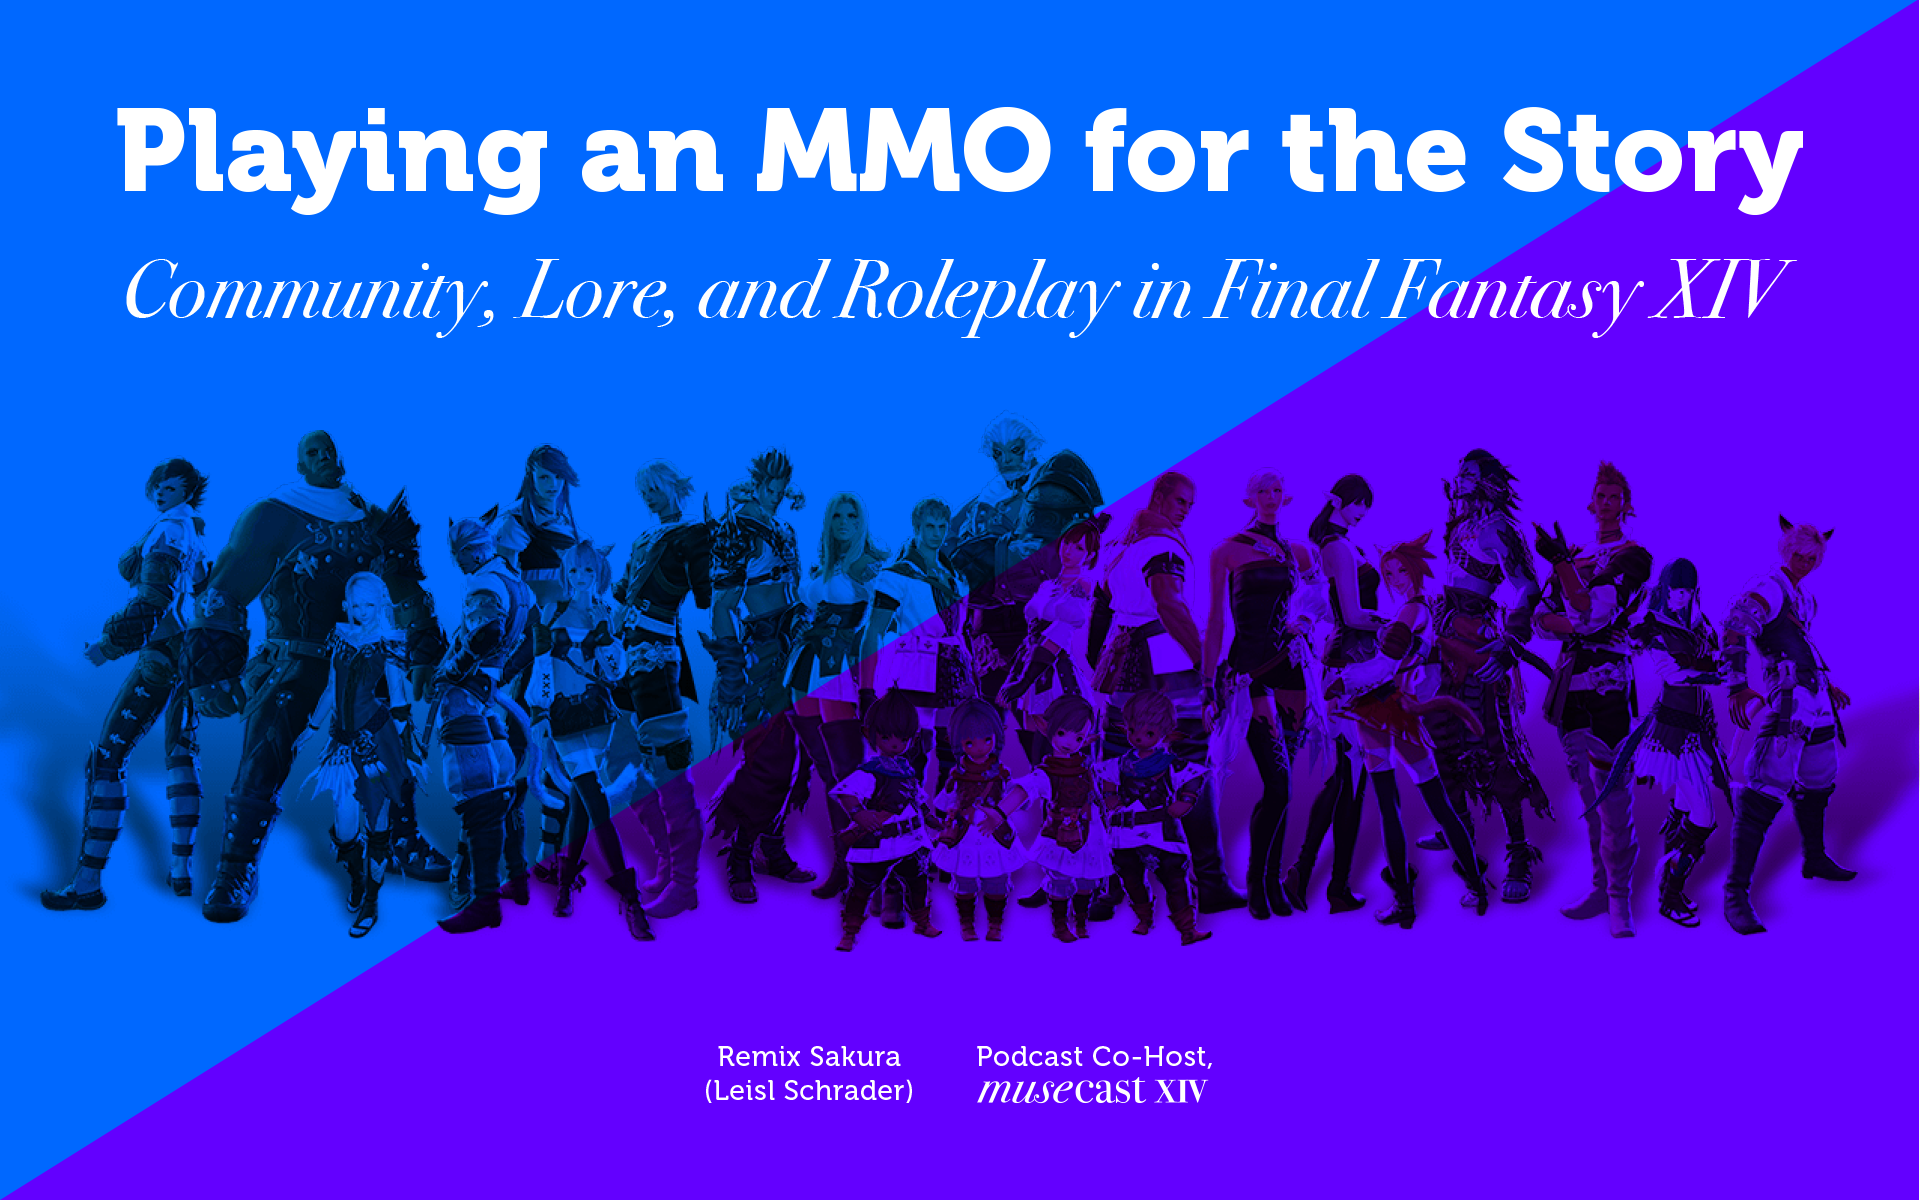 Playing an MMO for the Story
Community, Lore, and Roleplay in Final Fantasy XIV
Remix Sakura
(Leisl Schrader)
Podcast Co-Host,
musecast XIV